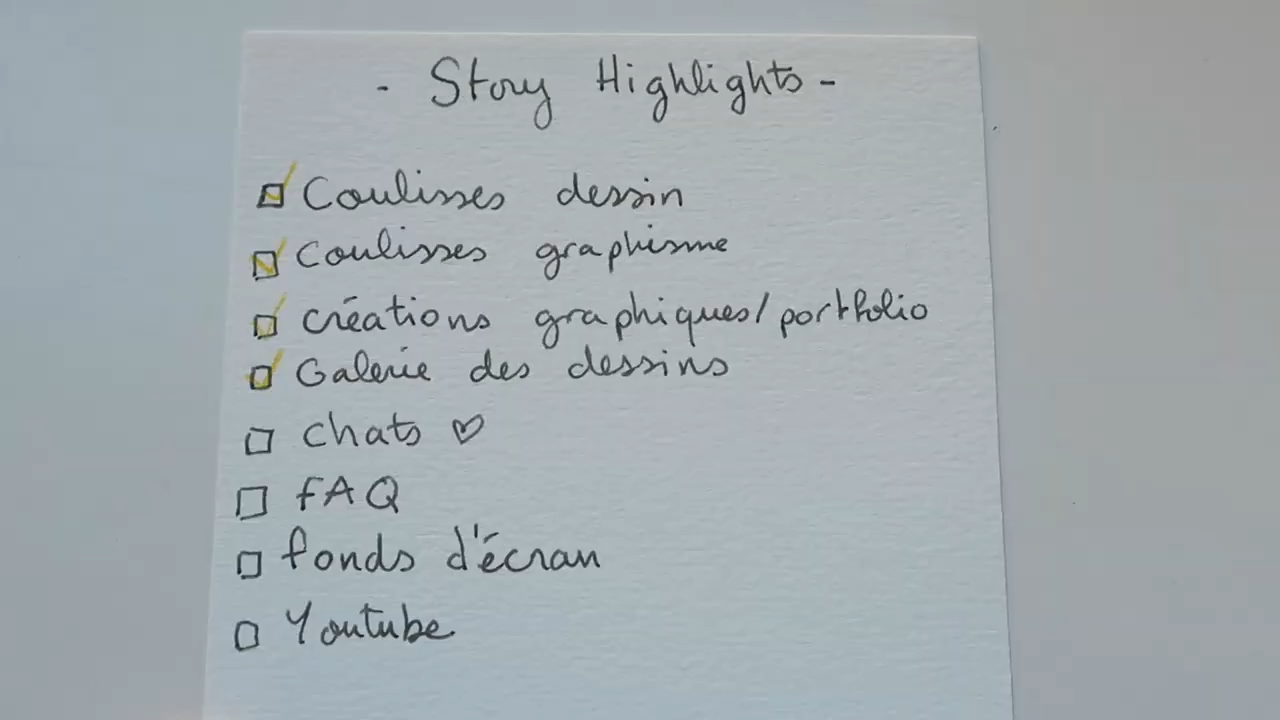 - Story Highlights -
Coulisses dessin
Coulisses graphisme
créations graphiques/portfolio
Galerie des dessins
chats ♡
fAQ
fonds d'écran
Youtube